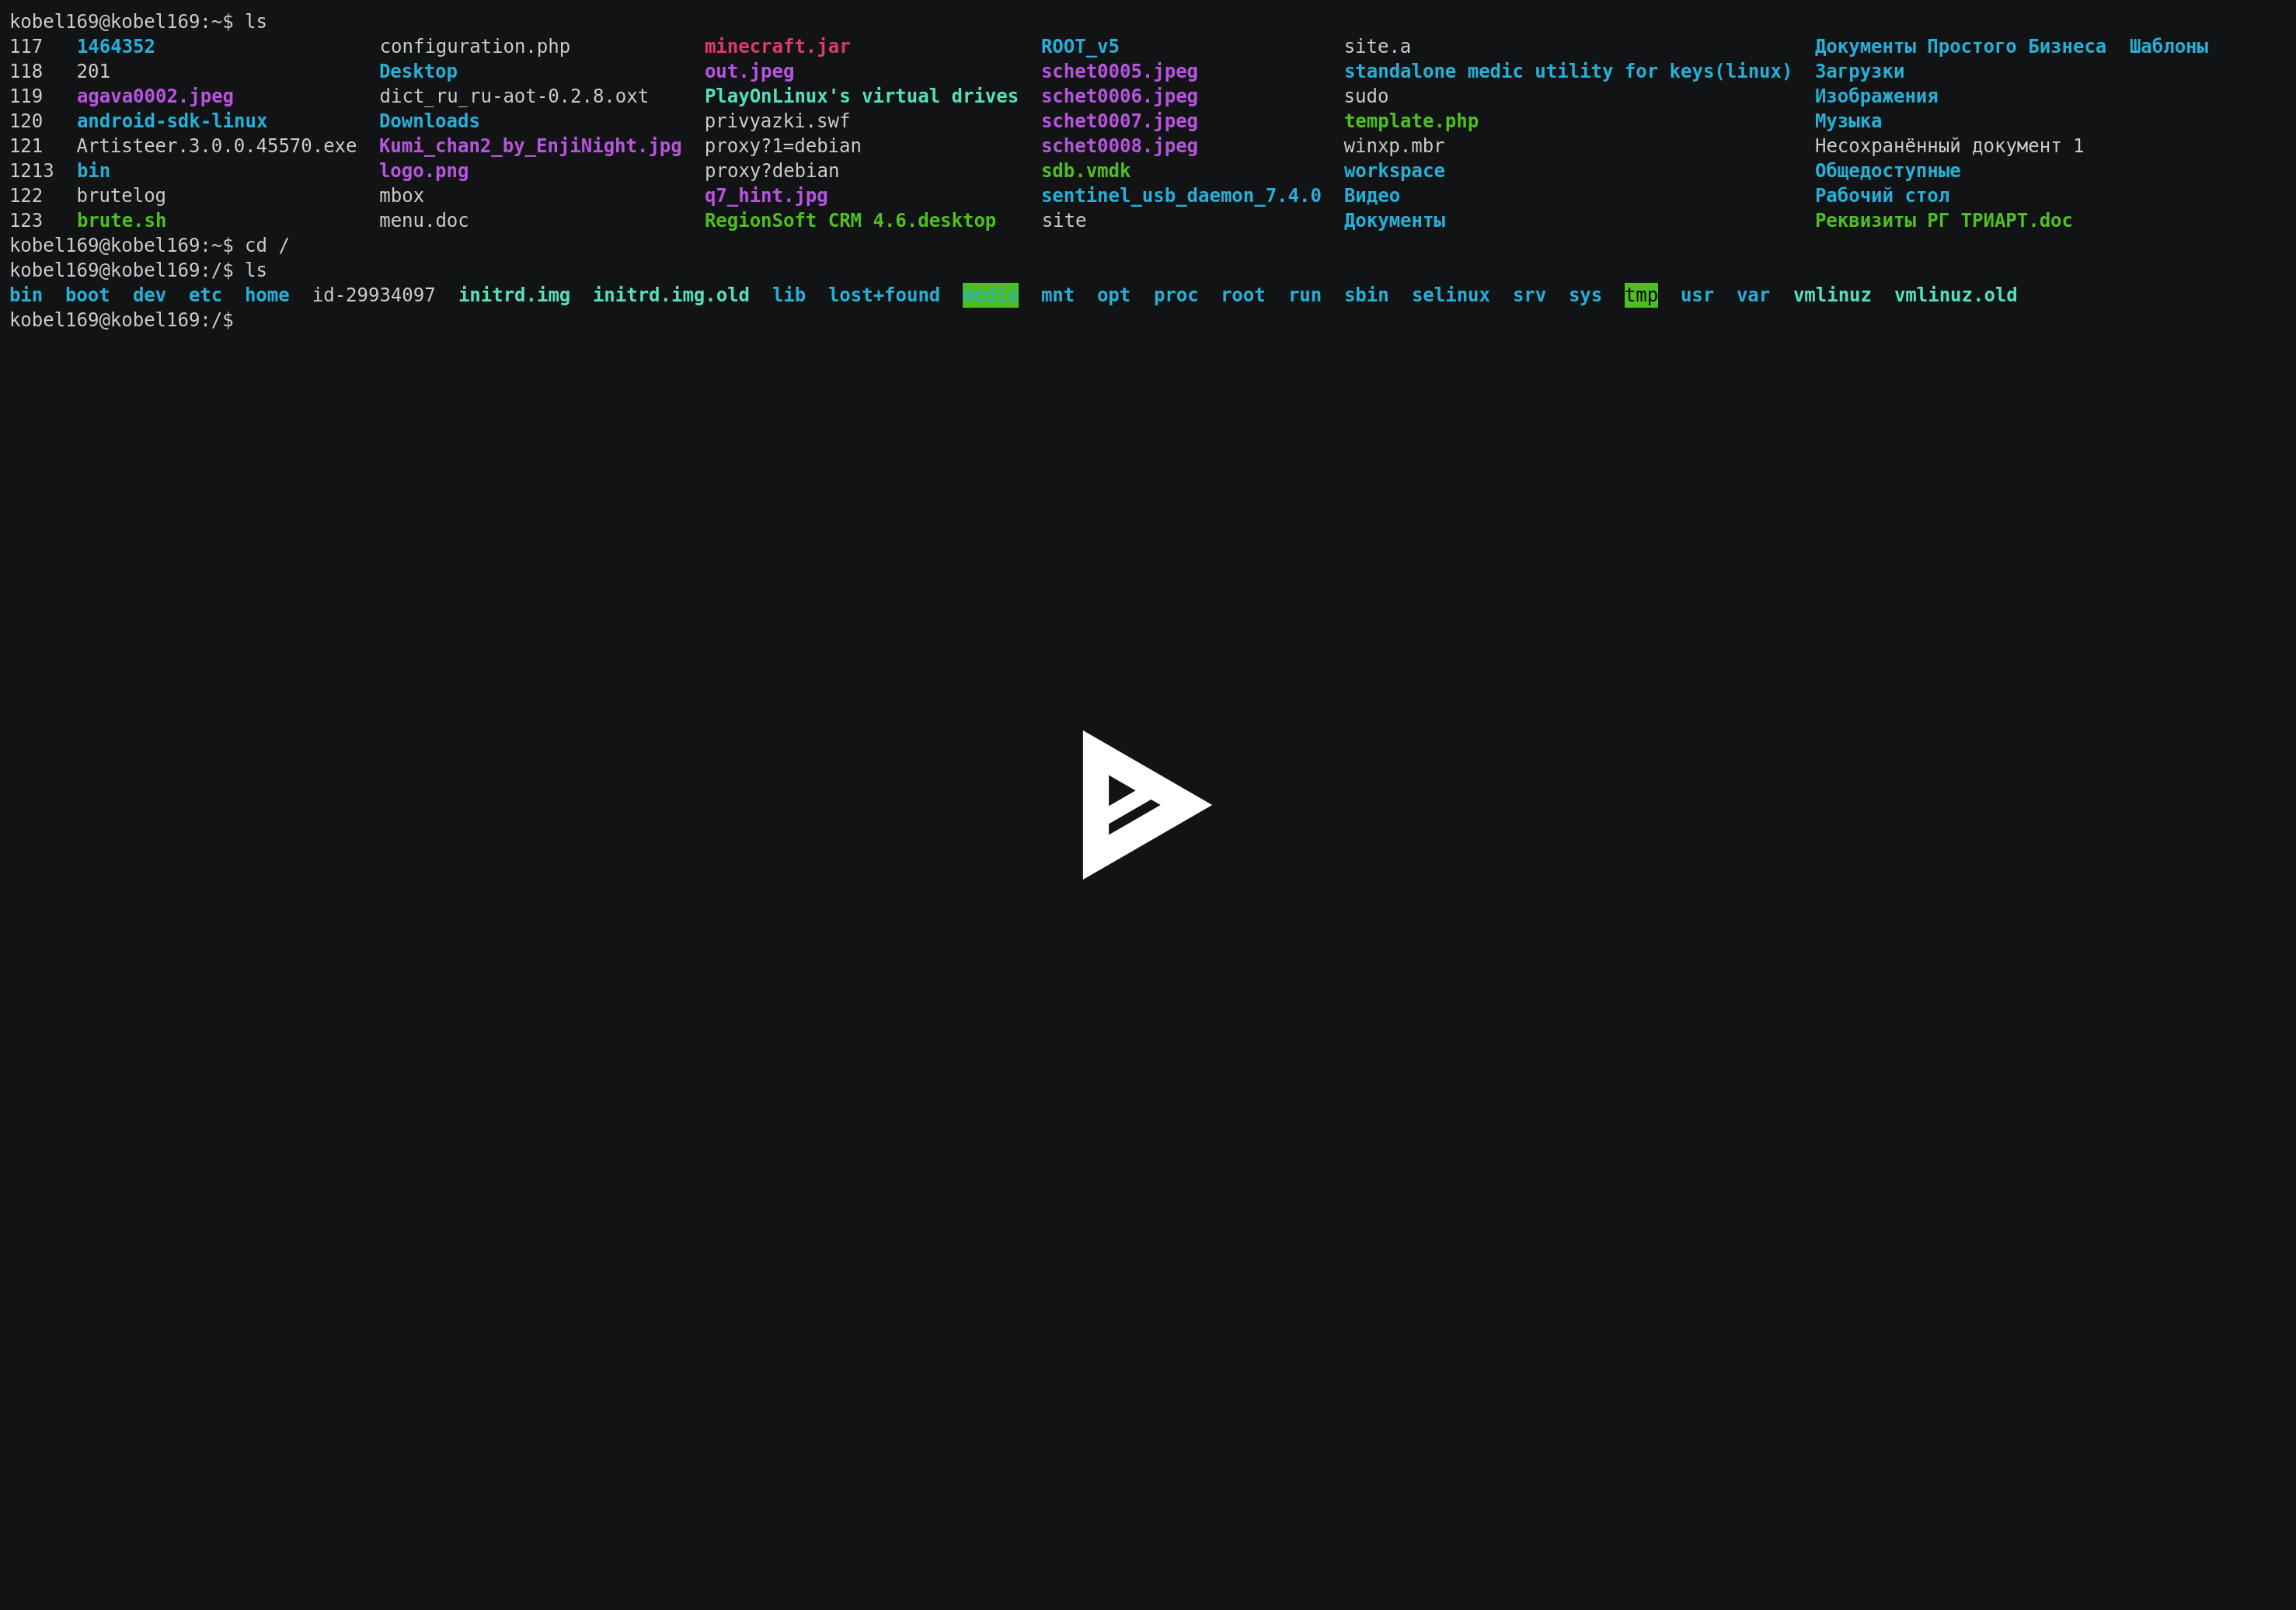 kobel169@kobel169:~$ ls
117   1464352                    configuration.php            minecraft.jar                 ROOT_v5                    site.a                                    Документы Простого Бизнеса  Шаблоны
118   201                        Desktop                      out.jpeg                      schet0005.jpeg             standalone medic utility for keys(linux)  Загрузки
119   agava0002.jpeg             dict_ru_ru-aot-0.2.8.oxt     PlayOnLinux's virtual drives  schet0006.jpeg             sudo                                      Изображения
120   android-sdk-linux          Downloads                    privyazki.swf                 schet0007.jpeg             template.php                              Музыка
121   Artisteer.3.0.0.45570.exe  Kumi_chan2_by_EnjiNight.jpg  proxy?1=debian                schet0008.jpeg             winxp.mbr                                 Несохранённый документ 1
1213  bin                        logo.png                     proxy?debian                  sdb.vmdk                   workspace                                 Общедоступные
122   brutelog                   mbox                         q7_hint.jpg                   sentinel_usb_daemon_7.4.0  Видео                                     Рабочий стол
123   brute.sh                   menu.doc                     RegionSoft CRM 4.6.desktop    site                       Документы                                 Реквизиты РГ ТРИАРТ.doc
kobel169@kobel169:~$ cd /
kobel169@kobel169:/$ ls
bin  boot  dev  etc  home  id-29934097  initrd.img  initrd.img.old  lib  lost+found  media  mnt  opt  proc  root  run  sbin  selinux  srv  sys  tmp  usr  var  vmlinuz  vmlinuz.old
kobel169@kobel169:/$